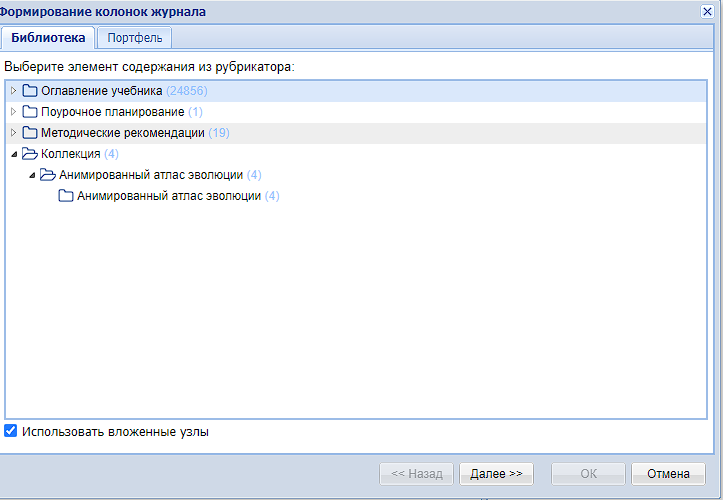 Формирование колонок журнала
Библиотека Портфель
Выберите элемент содержания из рубрикатора:
Оглавление учебника (24856)
Поурочное планирование (1)
Методические рекомендации (19)
Коллекция (4)
Анимированный атлас эволюции (4)
Анимированный атлас эволюции (4)
Использовать вложенные узлы
<< Назад Далее >> OK Отмена